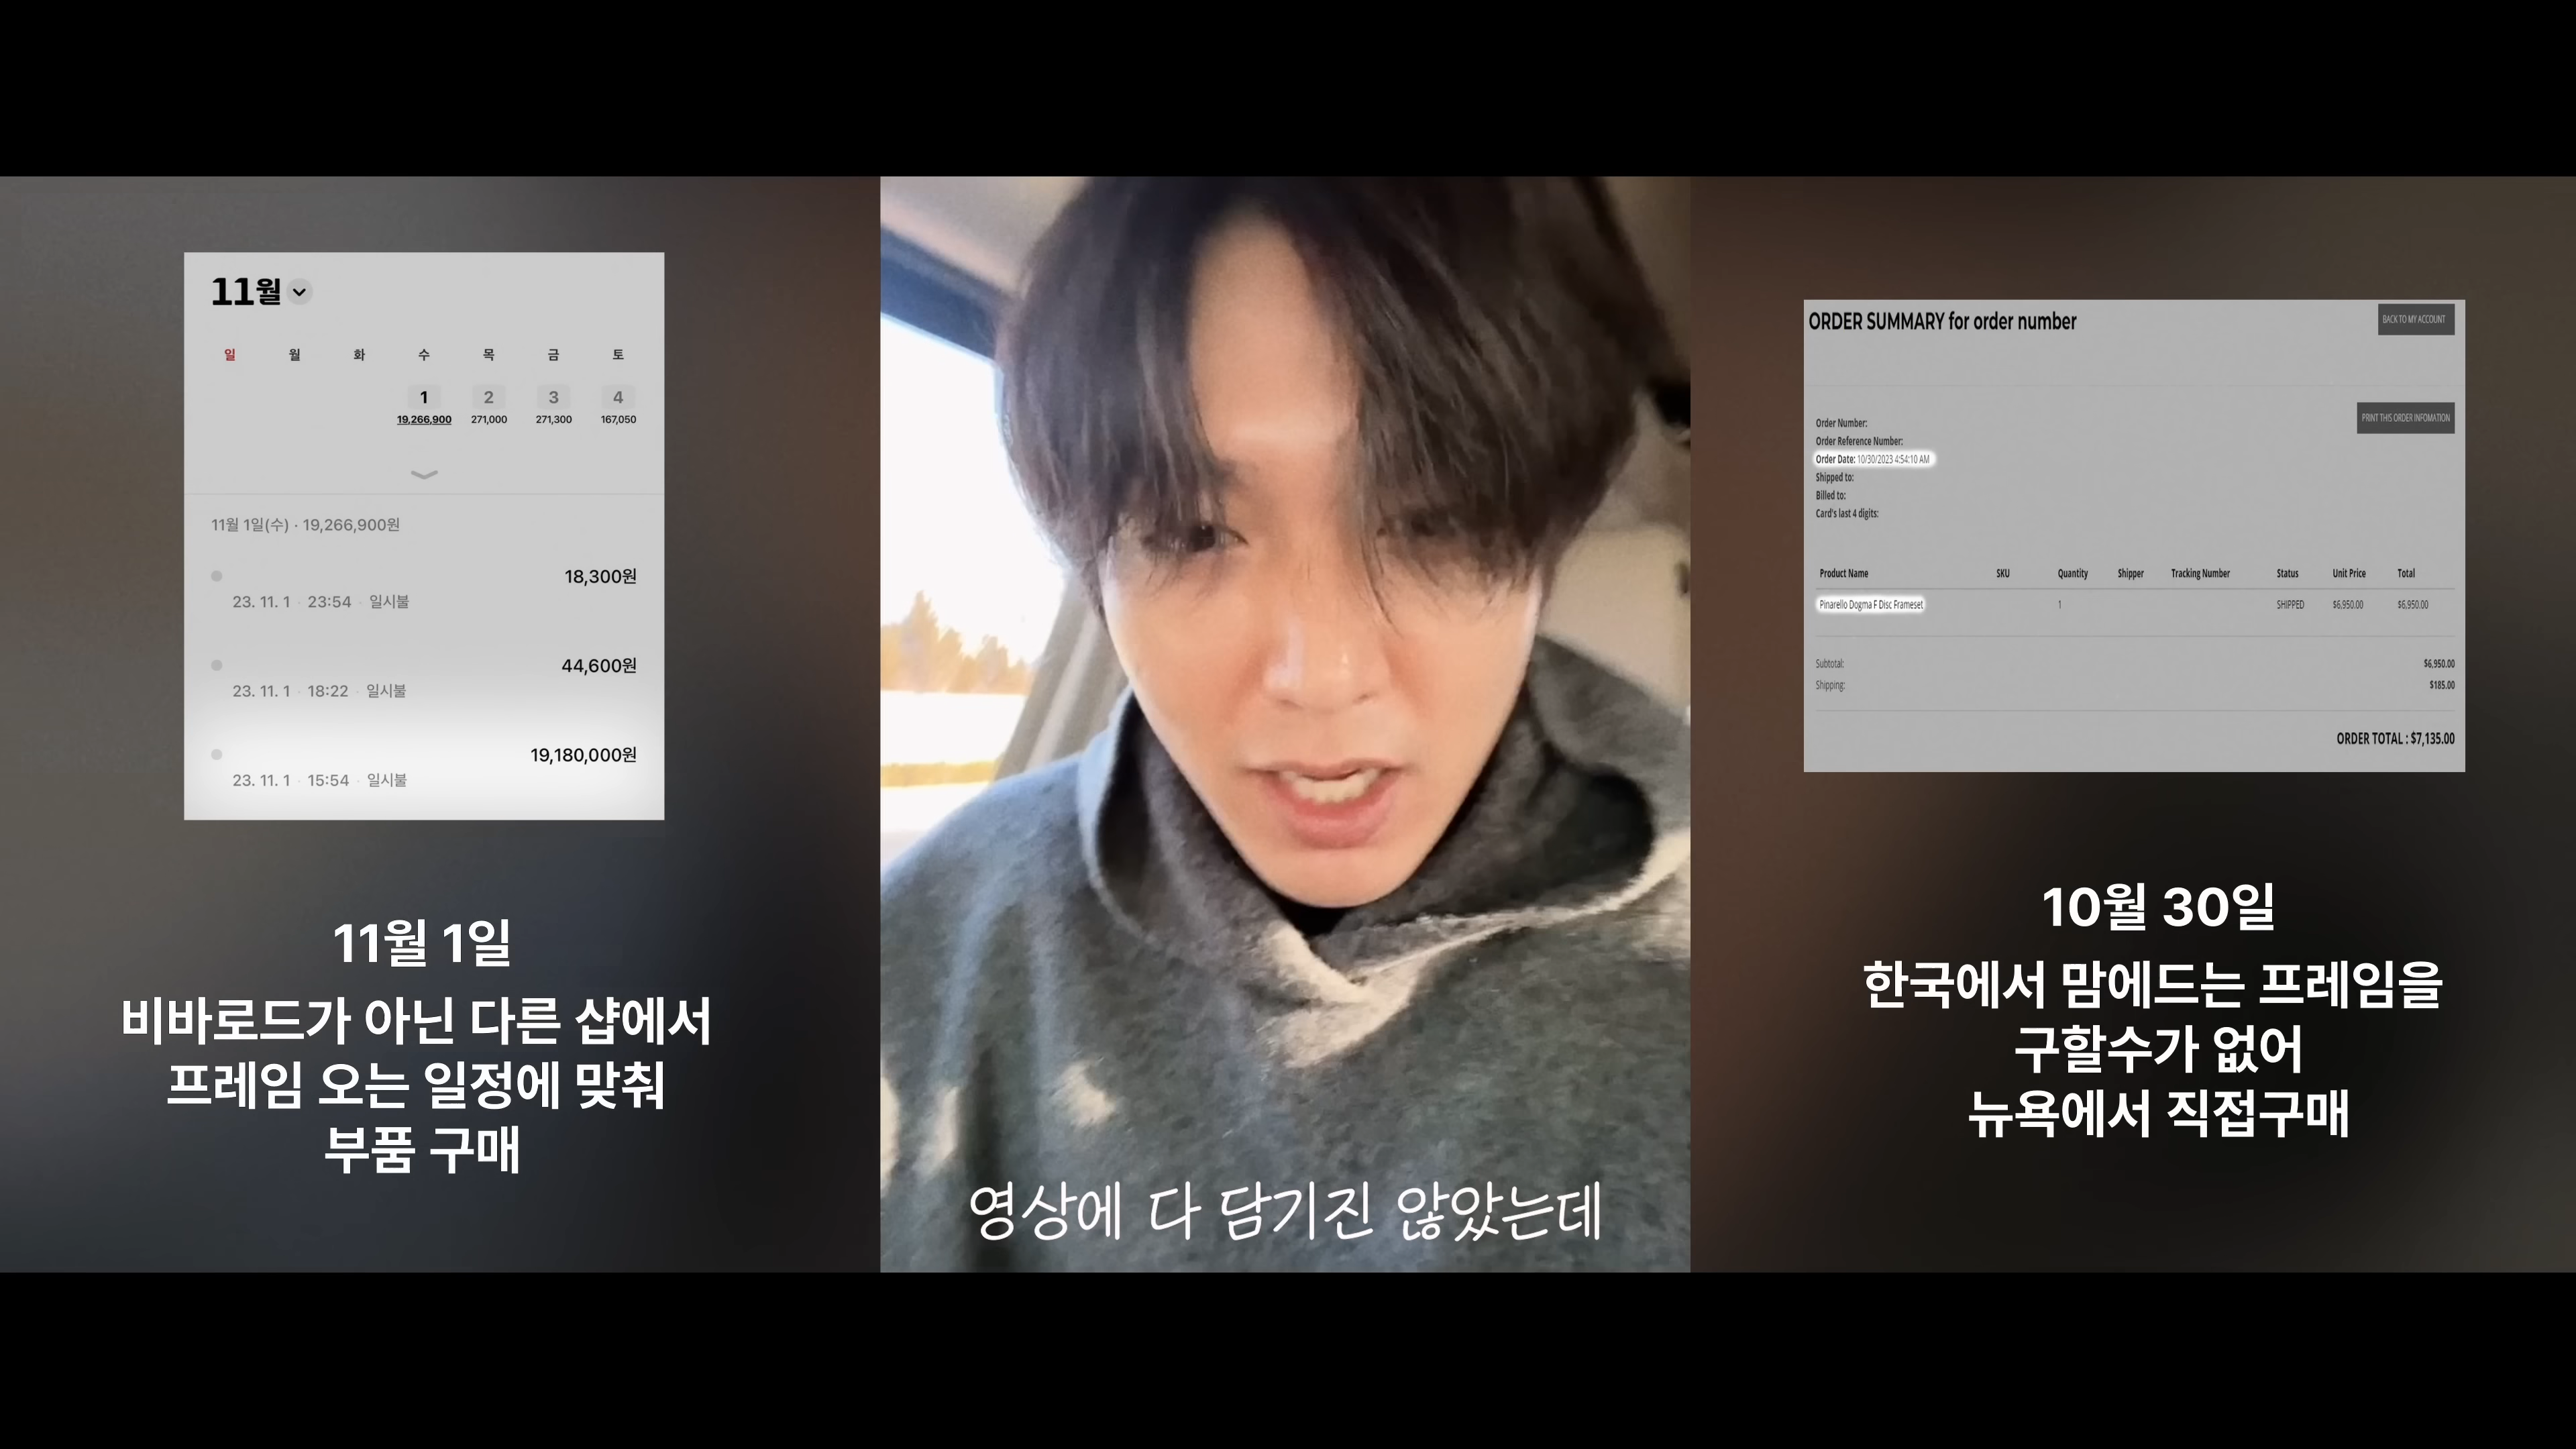 11월
일 월 화 수 목 금 토
1 2 3 4
19,266,900 271,000 271,300 167,050
11월 1일(수) · 19,266,900원
18,300원
23. 11. 1 · 23:54 · 일시불
44,600원
23. 11. 1 · 18:22 · 일시불
19,180,000원
23. 11. 1 · 15:54 · 일시불
11월 1일
비바로드가 아닌 다른 샵에서
프레임 오는 일정에 맞춰
부품 구매
영상에 다 담기진 않았는데
ORDER SUMMARY for order number
BACK TO MY ACCOUNT
PRINT THIS ORDER INFOMATION
Order Number:
Order Reference Number:
Order Date: 10/30/2023 4:54:10 AM
Shipped to:
Billed to:
Card's last 4 digits:
Product Name SKU Quantity Shipper Tracking Number Status Unit Price Total
Pinarello Dogma F Disc Frameset 1 SHIPPED $6,950.00 $6,950.00
Subtotal: $6,950.00
Shipping: $185.00
ORDER TOTAL : $7,135.00
10월 30일
한국에서 맘에드는 프레임을
구할수가 없어
뉴욕에서 직접구매